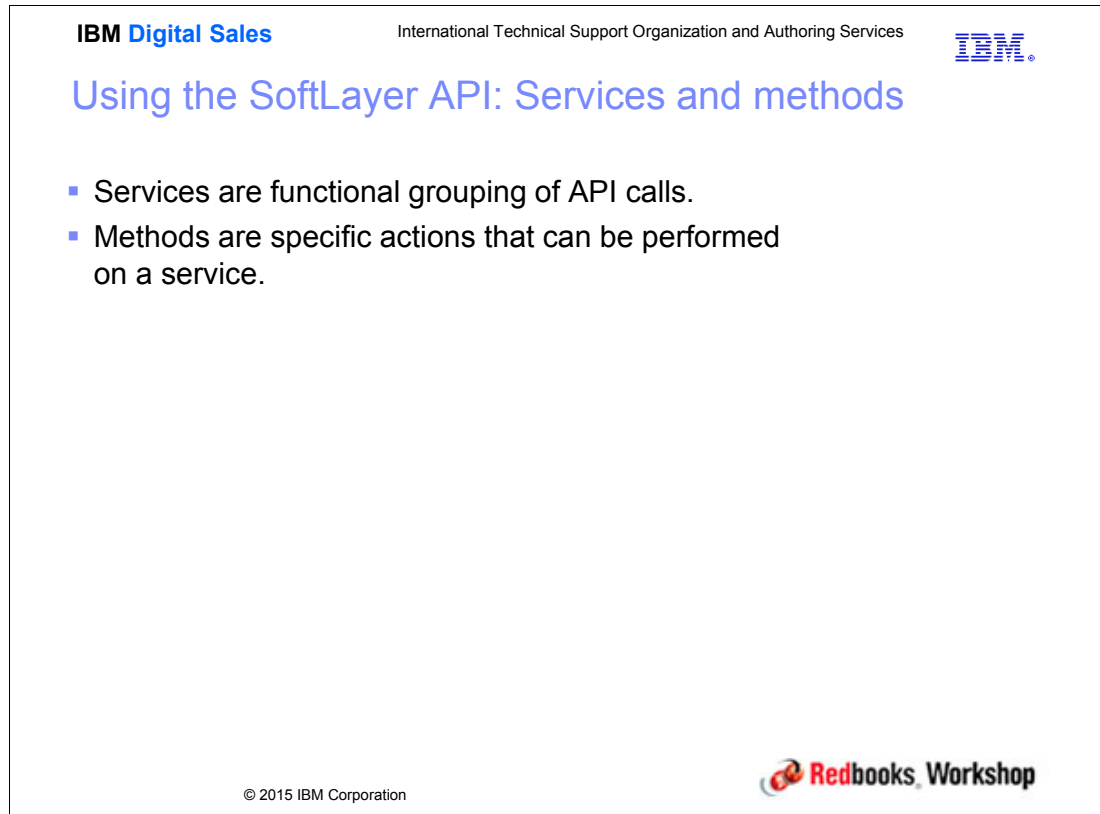 IBM Digital Sales
International Technical Support Organization and Authoring Services
IBM®
Using the SoftLayer API: Services and methods
▪ Services are functional grouping of API calls.
▪ Methods are specific actions that can be performed
on a service.
© 2015 IBM Corporation
Redbooks® Workshop